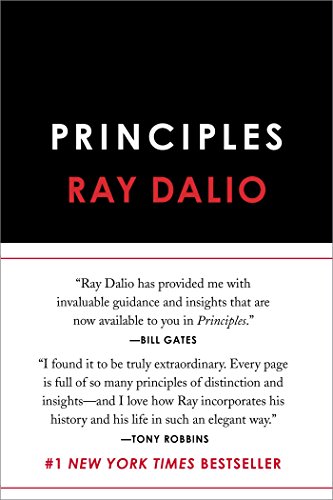 PRINCIPLES
RAY DALIO
“Ray Dalio has provided me with
invaluable guidance and insights that are
now available to you in Principles.”
—BILL GATES
“I found it to be truly extraordinary. Every page
is full of so many principles of distinction and
insights—and I love how Ray incorporates his
history and his life in such an elegant way.”
—TONY ROBBINS
#1 NEW YORK TIMES BESTSELLER